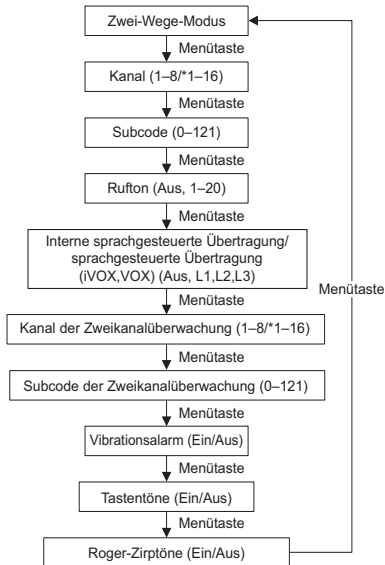 Zwei-Wege-Modus
Menütaste
Kanal (1–8/*1–16)
Menütaste
Subcode (0–121)
Menütaste
Rufton (Aus, 1–20)
Menütaste
Interne sprachgesteuerte Übertragung/
sprachgesteuerte Übertragung
(iVOX,VOX) (Aus, L1,L2,L3)
Menütaste
Menütaste
Kanal der Zweikanalüberwachung (1–8/*1–16)
Menütaste
Subcode der Zweikanalüberwachung (0–121)
Menütaste
Vibrationsalarm (Ein/Aus)
Menütaste
Tastentöne (Ein/Aus)
Menütaste
Roger-Zirptöne (Ein/Aus)